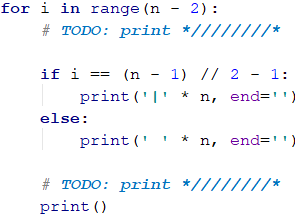 for i in range(n - 2):
    # TODO: print *////////*

    if i == (n - 1) // 2 - 1:
        print('|' * n, end='')
    else:
        print(' ' * n, end='')

    # TODO: print *////////*
    print()